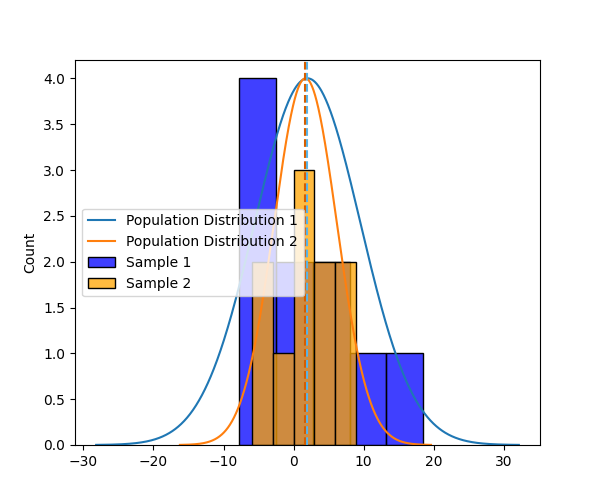 4.0
3.5
3.0
2.5
2.0
1.5
1.0
0.5
0.0
Count
Population Distribution 1
Population Distribution 2
Sample 1
Sample 2
−30 −20 −10 0 10 20 30